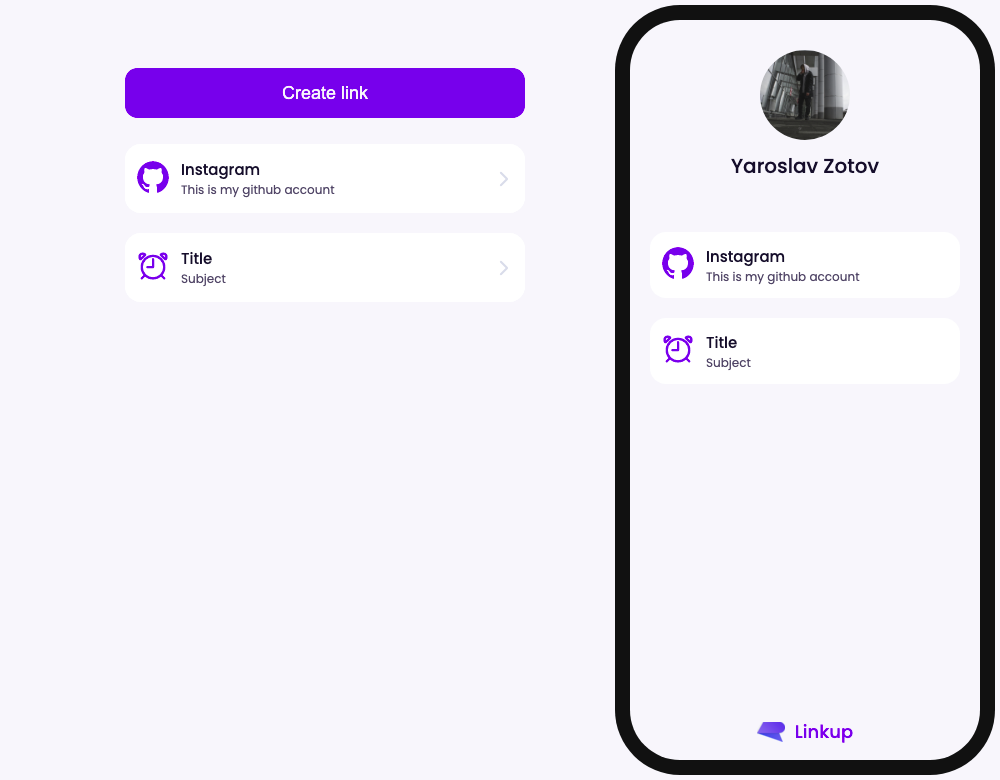 Create link
Instagram
This is my github account
Title
Subject
Yaroslav Zotov
Instagram
This is my github account
Title
Subject
Linkup